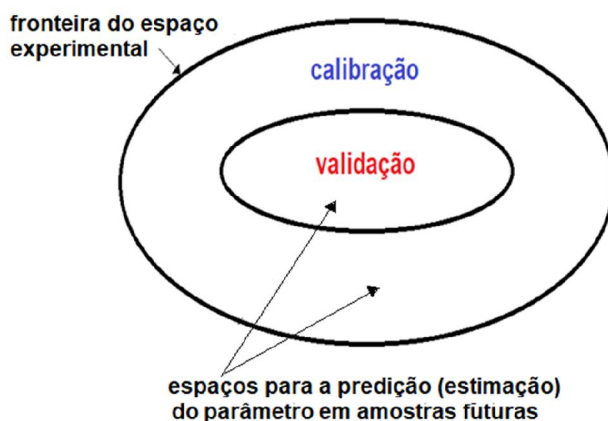 fronteira do espaço
experimental
calibração
validação
espaços para a predição (estimação)
do parâmetro em amostras futuras